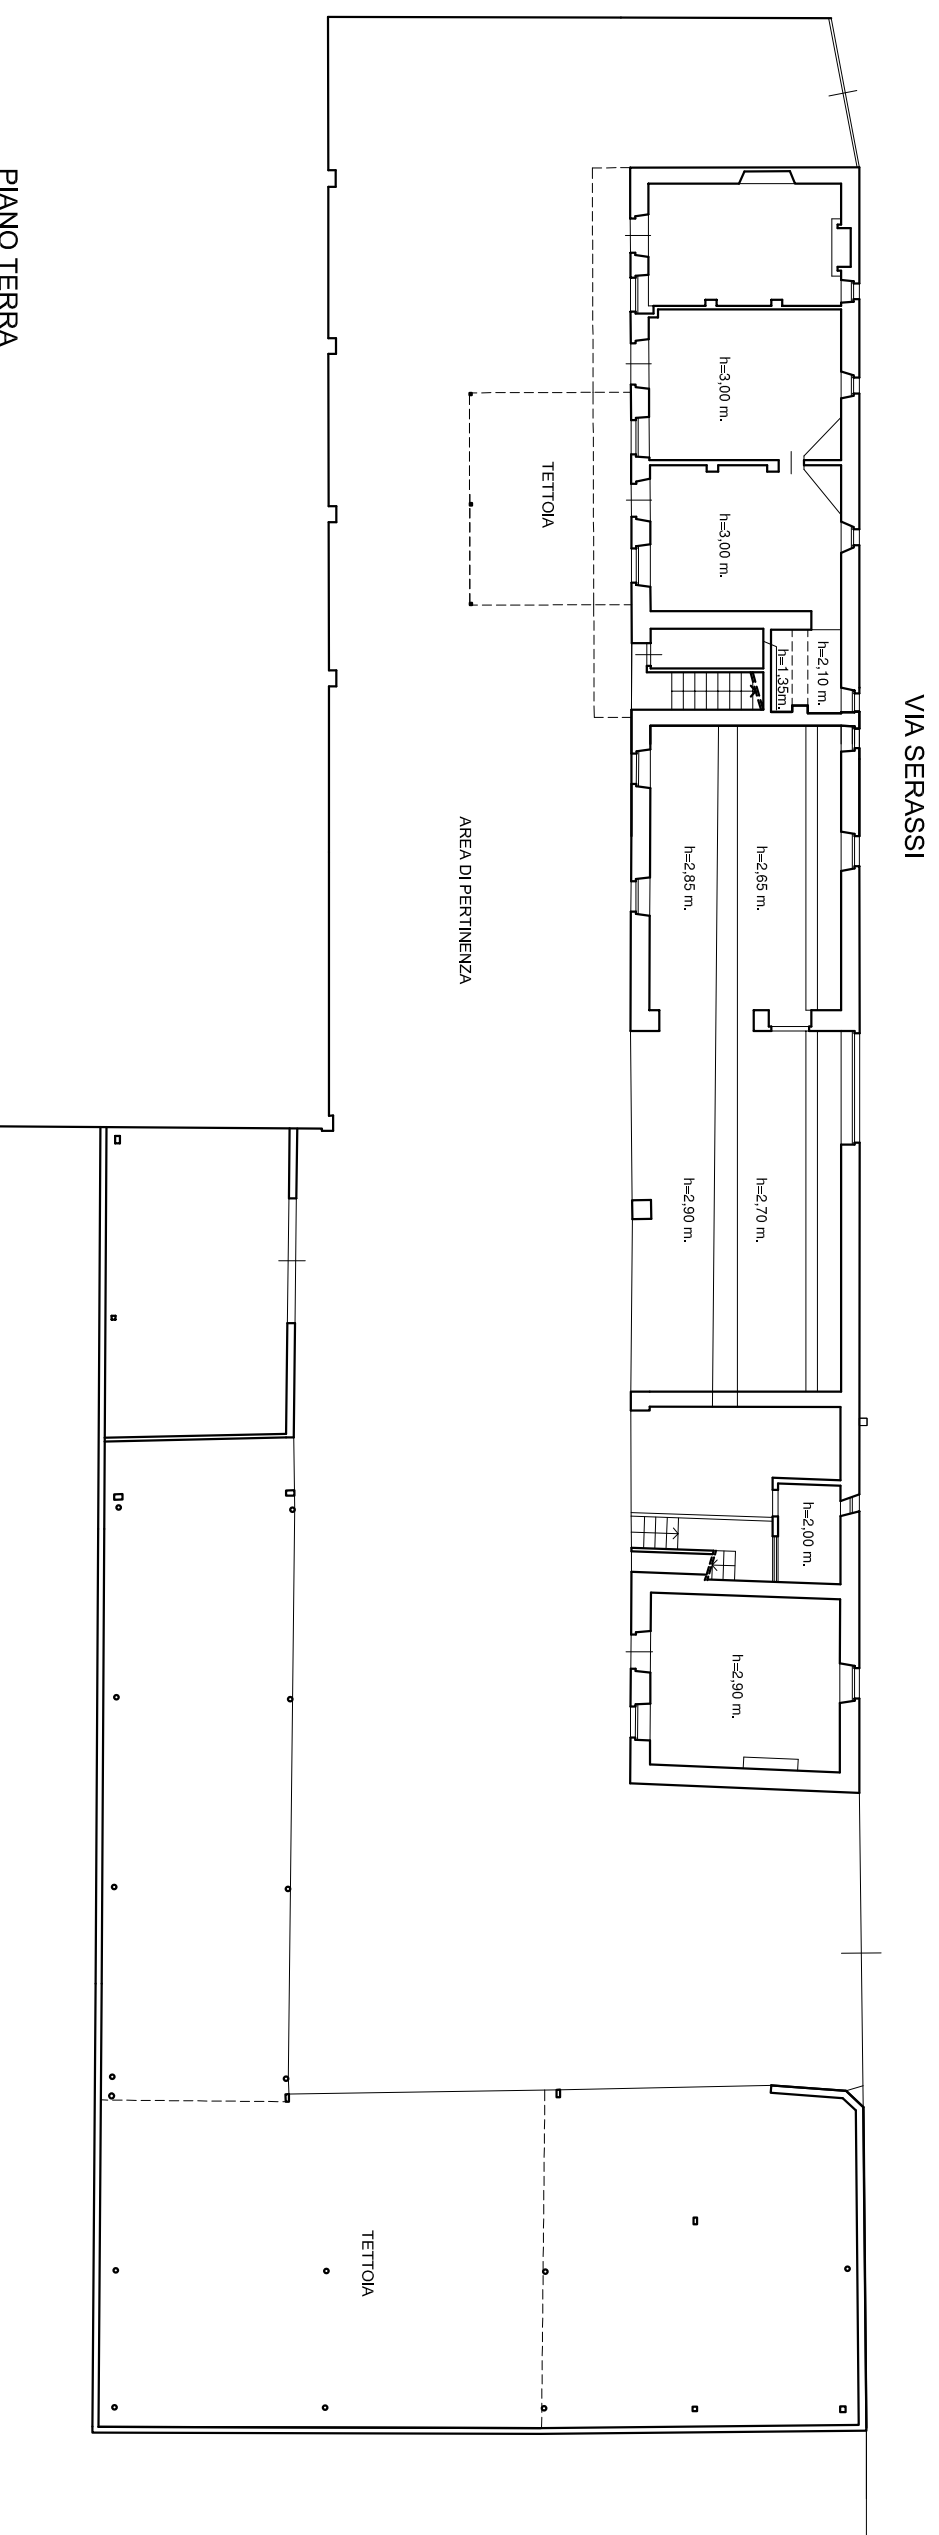 VIA SERASSI
h=3,00 m.
h=3,00 m.
h=2,10 m.
h=1,35m.
TETTOIA
h=2,65 m.
h=2,85 m.
AREA DI PERTINENZA
h=2,70 m.
h=2,90 m.
h=2,00 m.
h=2,90 m.
TETTOIA
PIANO TERRA